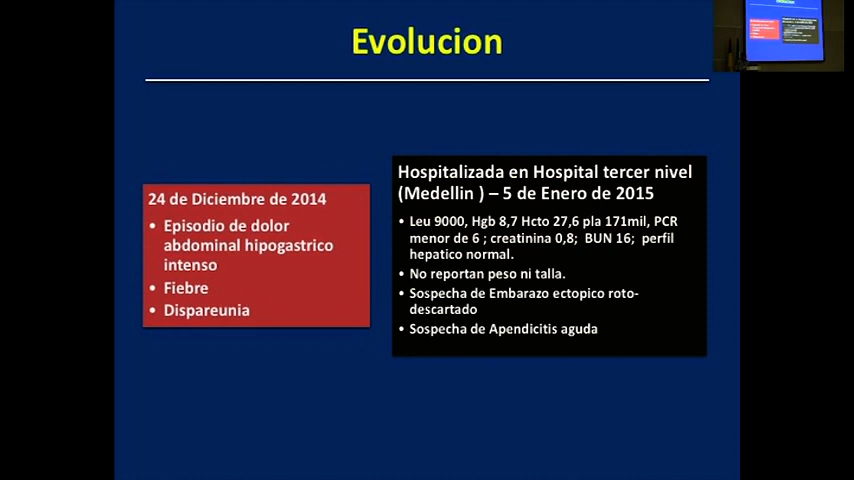 Evolucion
24 de Diciembre de 2014
• Episodio de dolor
abdominal hipogastrico
intenso
• Fiebre
• Dispareunia
Hospitalizada en Hospital tercer nivel
(Medellin ) – 5 de Enero de 2015
• Leu 9000, Hgb 8,7 Hcto 27,6 pla 171mil, PCR
menor de 6 ; creatinina 0,8; BUN 16; perfil
hepatico normal.
• No reportan peso ni talla.
• Sospecha de Embarazo ectopico roto-
descartado
• Sospecha de Apendicitis aguda